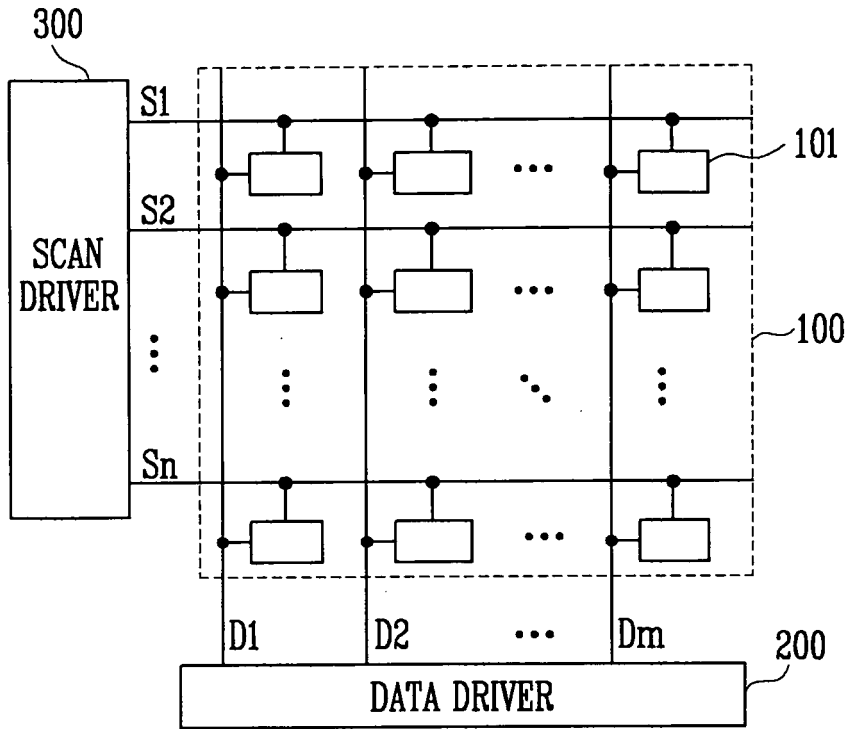 300
S1
101
S2
SCAN
DRIVER
100
Sn
D1 D2 Dm
200
DATA DRIVER